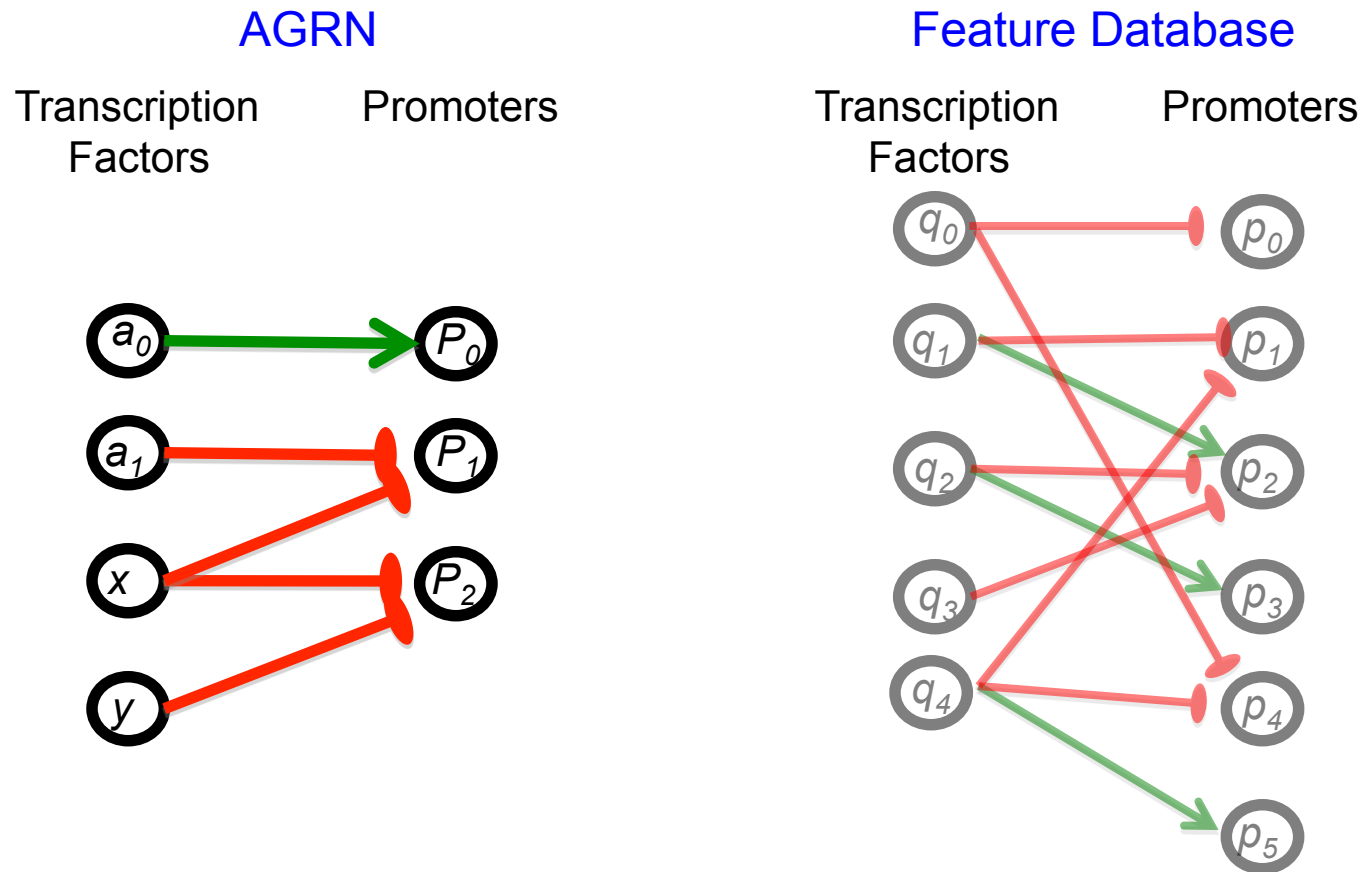 AGRN
Transcription
Factors
Promoters
a0
P0
a1
P1
x
P2
y
Feature Database
Transcription
Factors
Promoters
q0
p0
q1
p1
q2
p2
q3
p3
q4
p4
p5